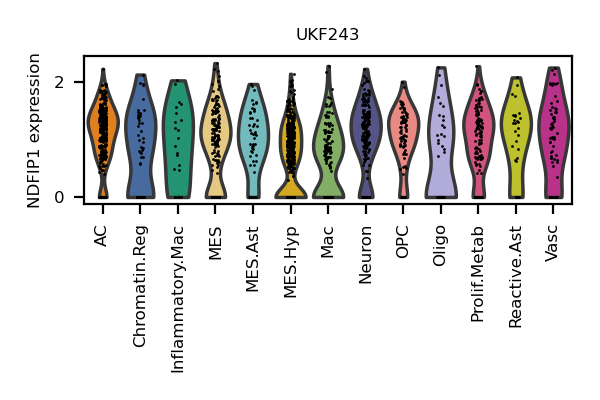 UKF243
NDFIP1 expression
2
0
AC
Chromatin.Reg
Inflammatory.Mac
MES
MES.Ast
MES.Hyp
Mac
Neuron
OPC
Oligo
Prolif.Metab
Reactive.Ast
Vasc